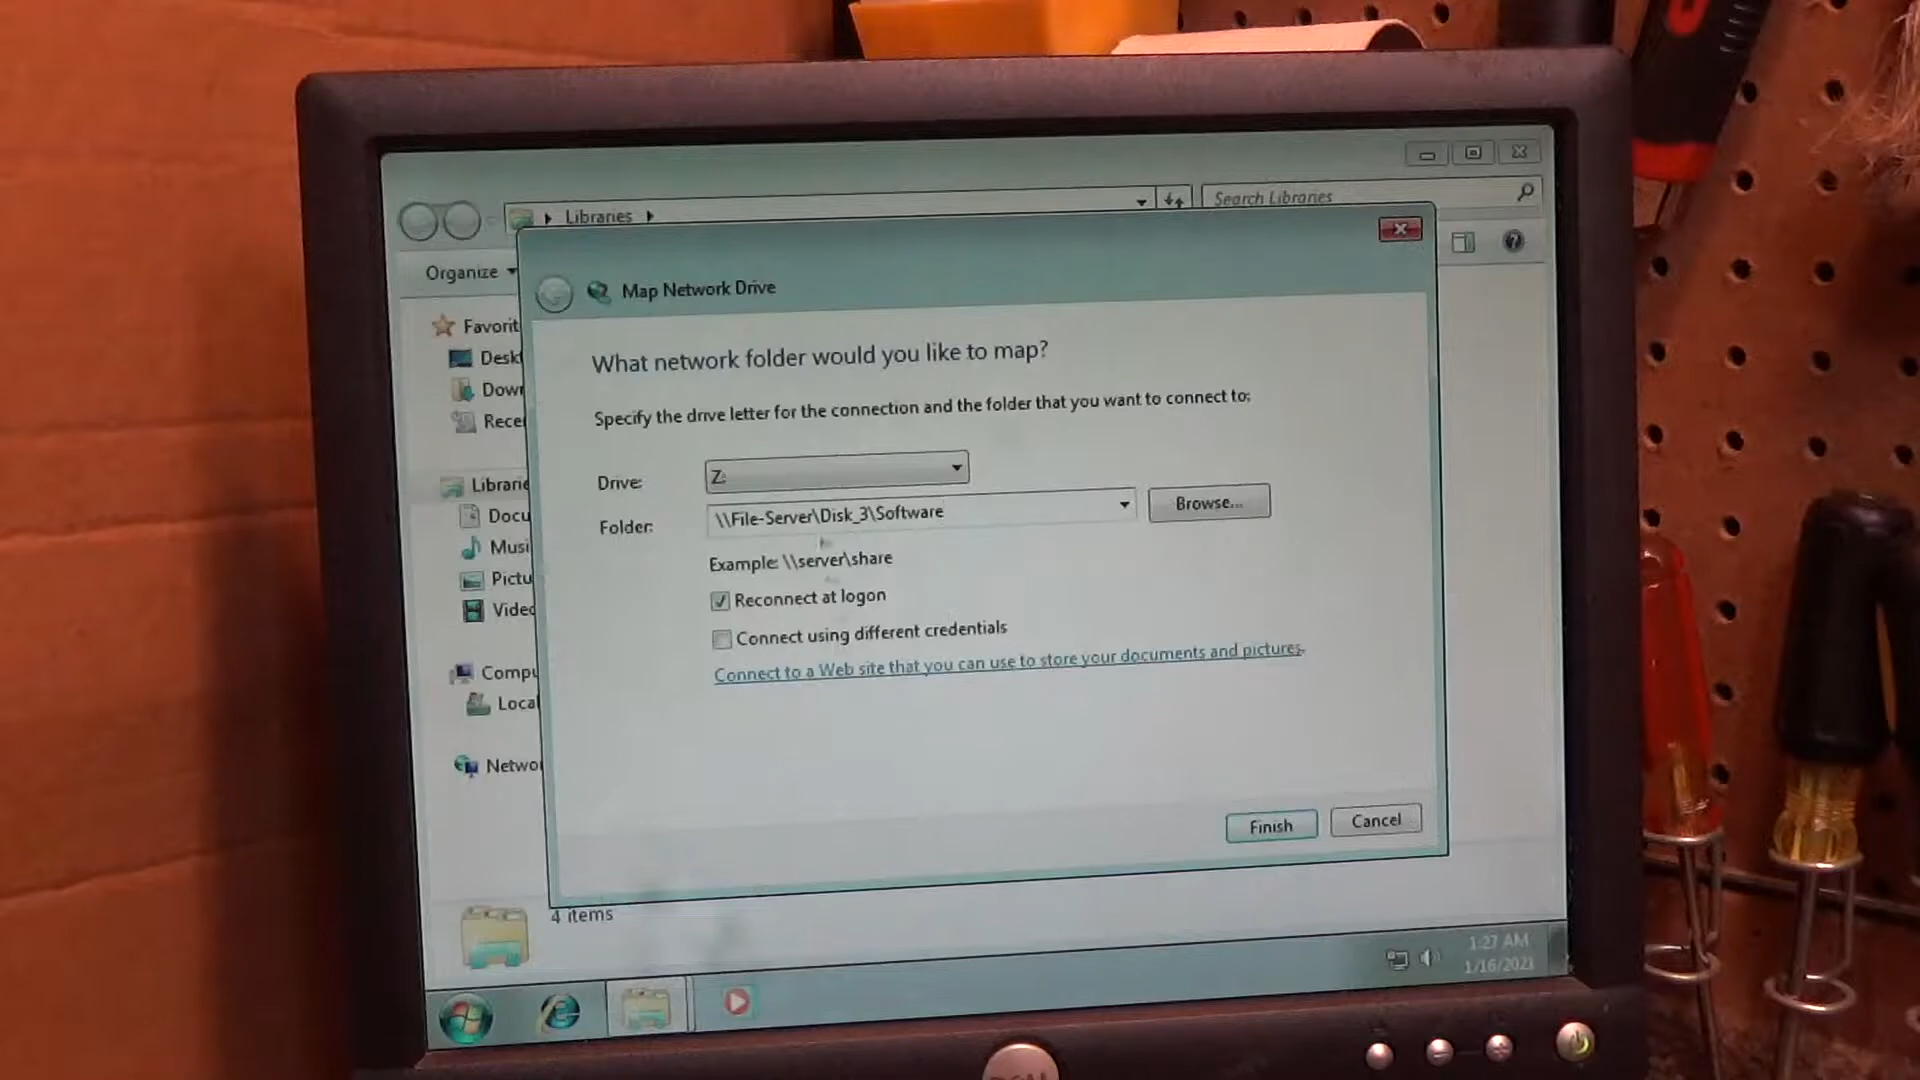 Libraries
Search Libraries
Organize
Map Network Drive
Favorit
Deskt
Down
Recer
Librarie
Docu
Musi
Pictu
Video
Compu
Loca
Networ
What network folder would you like to map?
Specify the drive letter for the connection and the folder that you want to connect to:
Drive:
Z:
Folder:
\\File-Server\Disk_3\Software
Browse...
Example: \\server\share
Reconnect at logon
Connect using different credentials
Connect to a Web site that you can use to store your documents and pictures.
Finish
Cancel
4 items
1:27 AM
1/16/2021